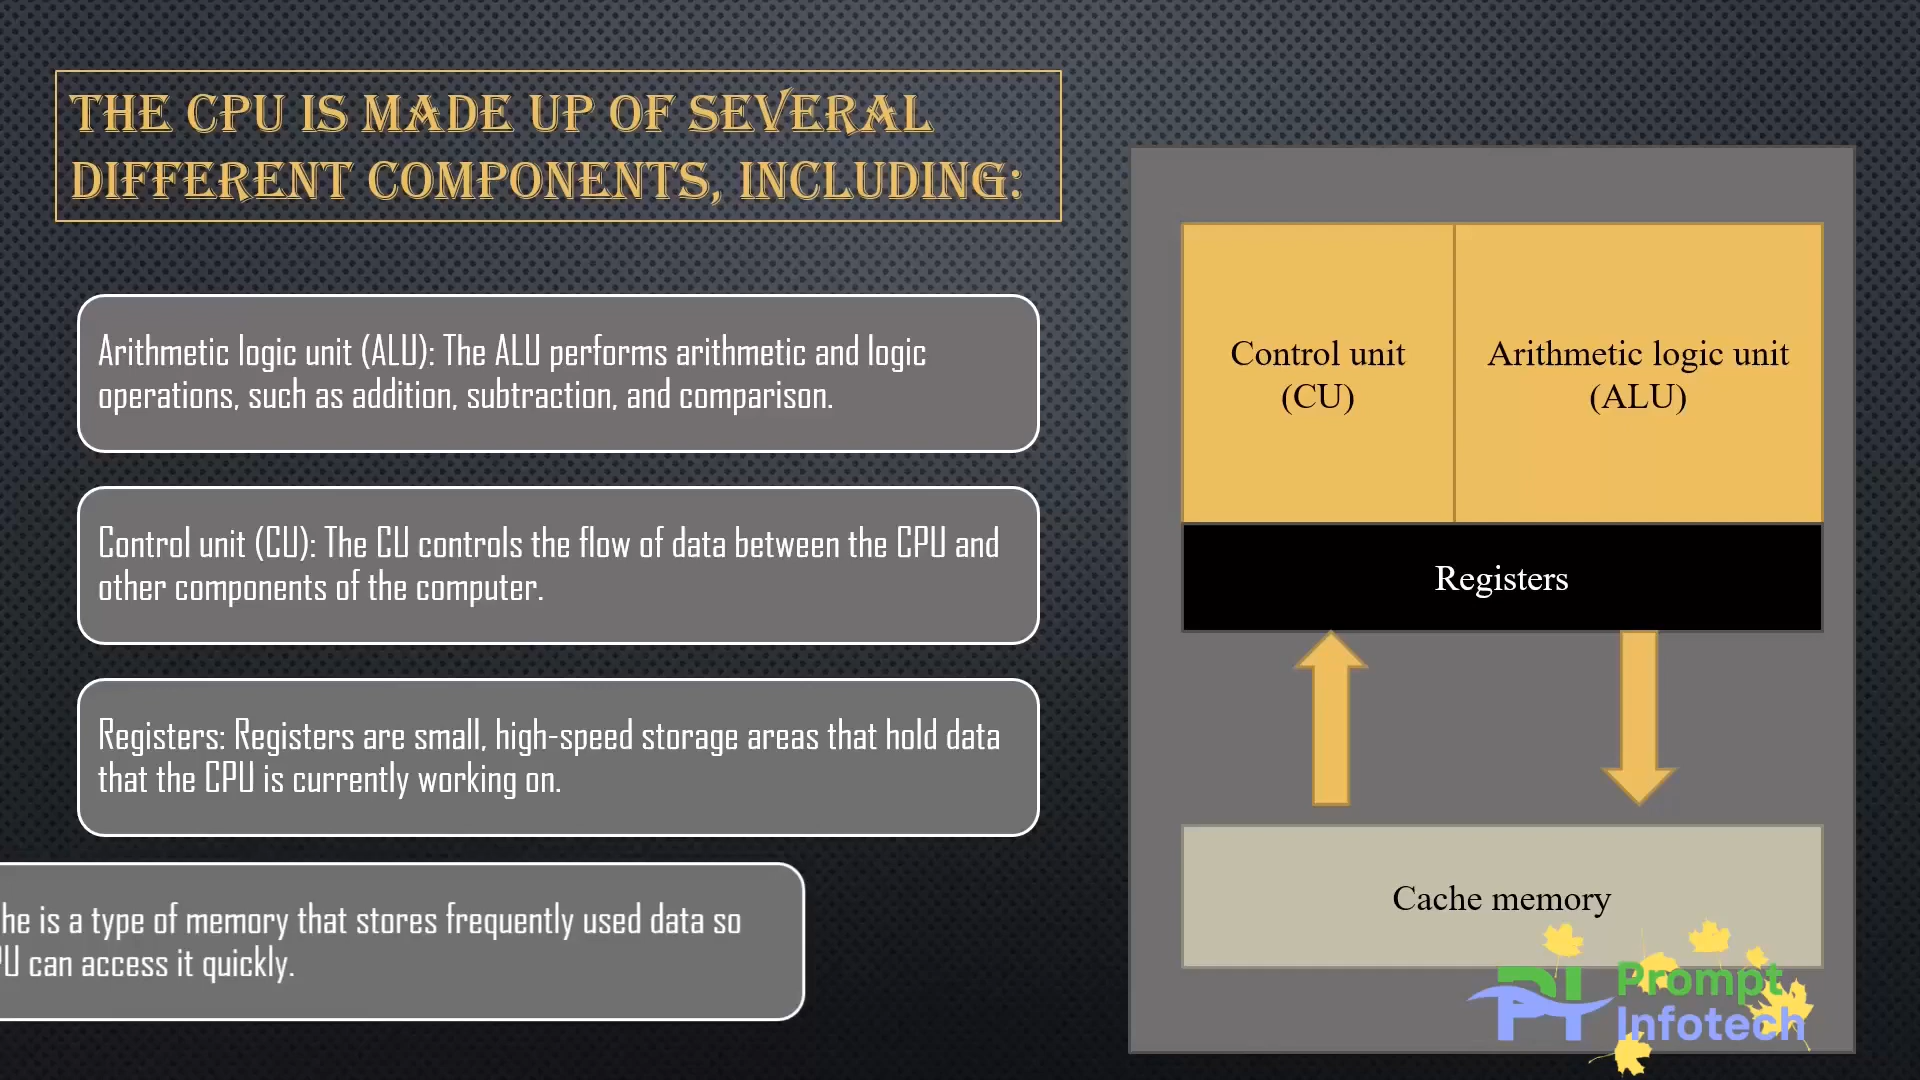 THE CPU IS MADE UP OF SEVERAL
DIFFERENT COMPONENTS, INCLUDING:
Arithmetic logic unit (ALU): The ALU performs arithmetic and logic
operations, such as addition, subtraction, and comparison.
Control unit (CU): The CU controls the flow of data between the CPU and
other components of the computer.
Registers: Registers are small, high-speed storage areas that hold data
that the CPU is currently working on.
he is a type of memory that stores frequently used data so
PU can access it quickly.
Control unit
(CU)
Arithmetic logic unit
(ALU)
Registers
Cache memory
PI
Prompt
Infotech